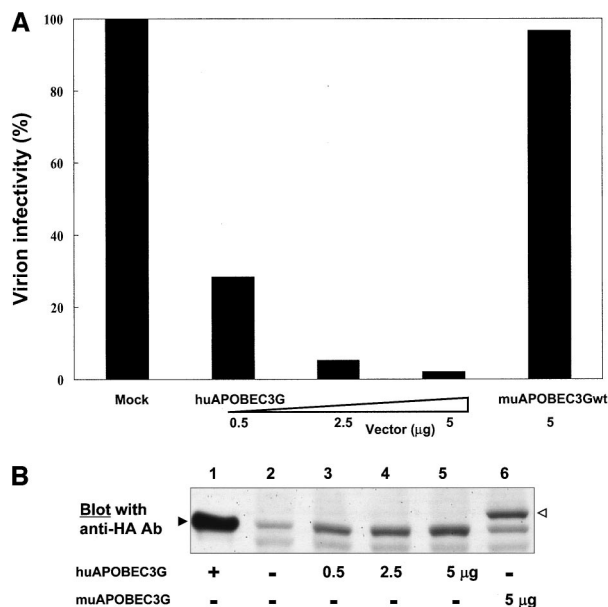 A
Virion infectivity (%)
100
80
60
40
20
0
Mock
huAPOBEC3G
muAPOBEC3Gwt
0.5
2.5
Vector (μg)
5
5
B
1 2 3 4 5 6
Blot with
anti-HA Ab
huAPOBEC3G + - 0.5 2.5 5 μg -
muAPOBEC3G - - - - - 5 μg